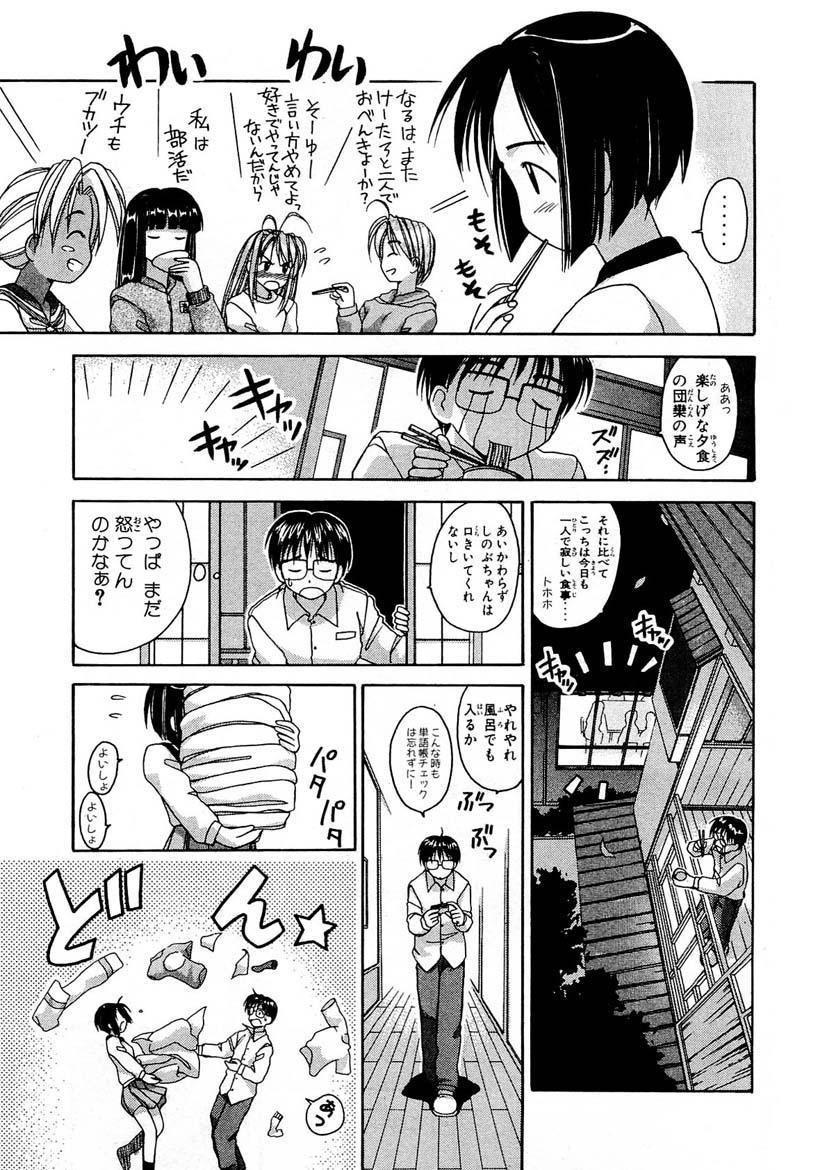 わい わい
なるは、また
けーたろと二人で
おべんきょーか?
そーゆー
言い方やめてよっ
好きでやってんじゃ
ないんだから
私は
部活だ
ウチも
ブカツー
‥‥‥
もそ
もそ
ああっ
楽しげな夕食
の団欒の声
ズズ‥
?
キャッ
キャッ
それに比べて
こっちは今日も
一人で寂しい食事‥‥
トホホ
キャッ
キャッ
あいかわらず
しのぶちゃんは
口きいてくれ
ないし
やっぱ まだ
怒ってん
のかなぁ?
やれやれ
風呂でも
入るか
こんな時も
単語帳チェック
は忘れずにー
ぶつ
ぶつ
パタ
パタ
よいしょ
よいしょ
どん☆
あっ